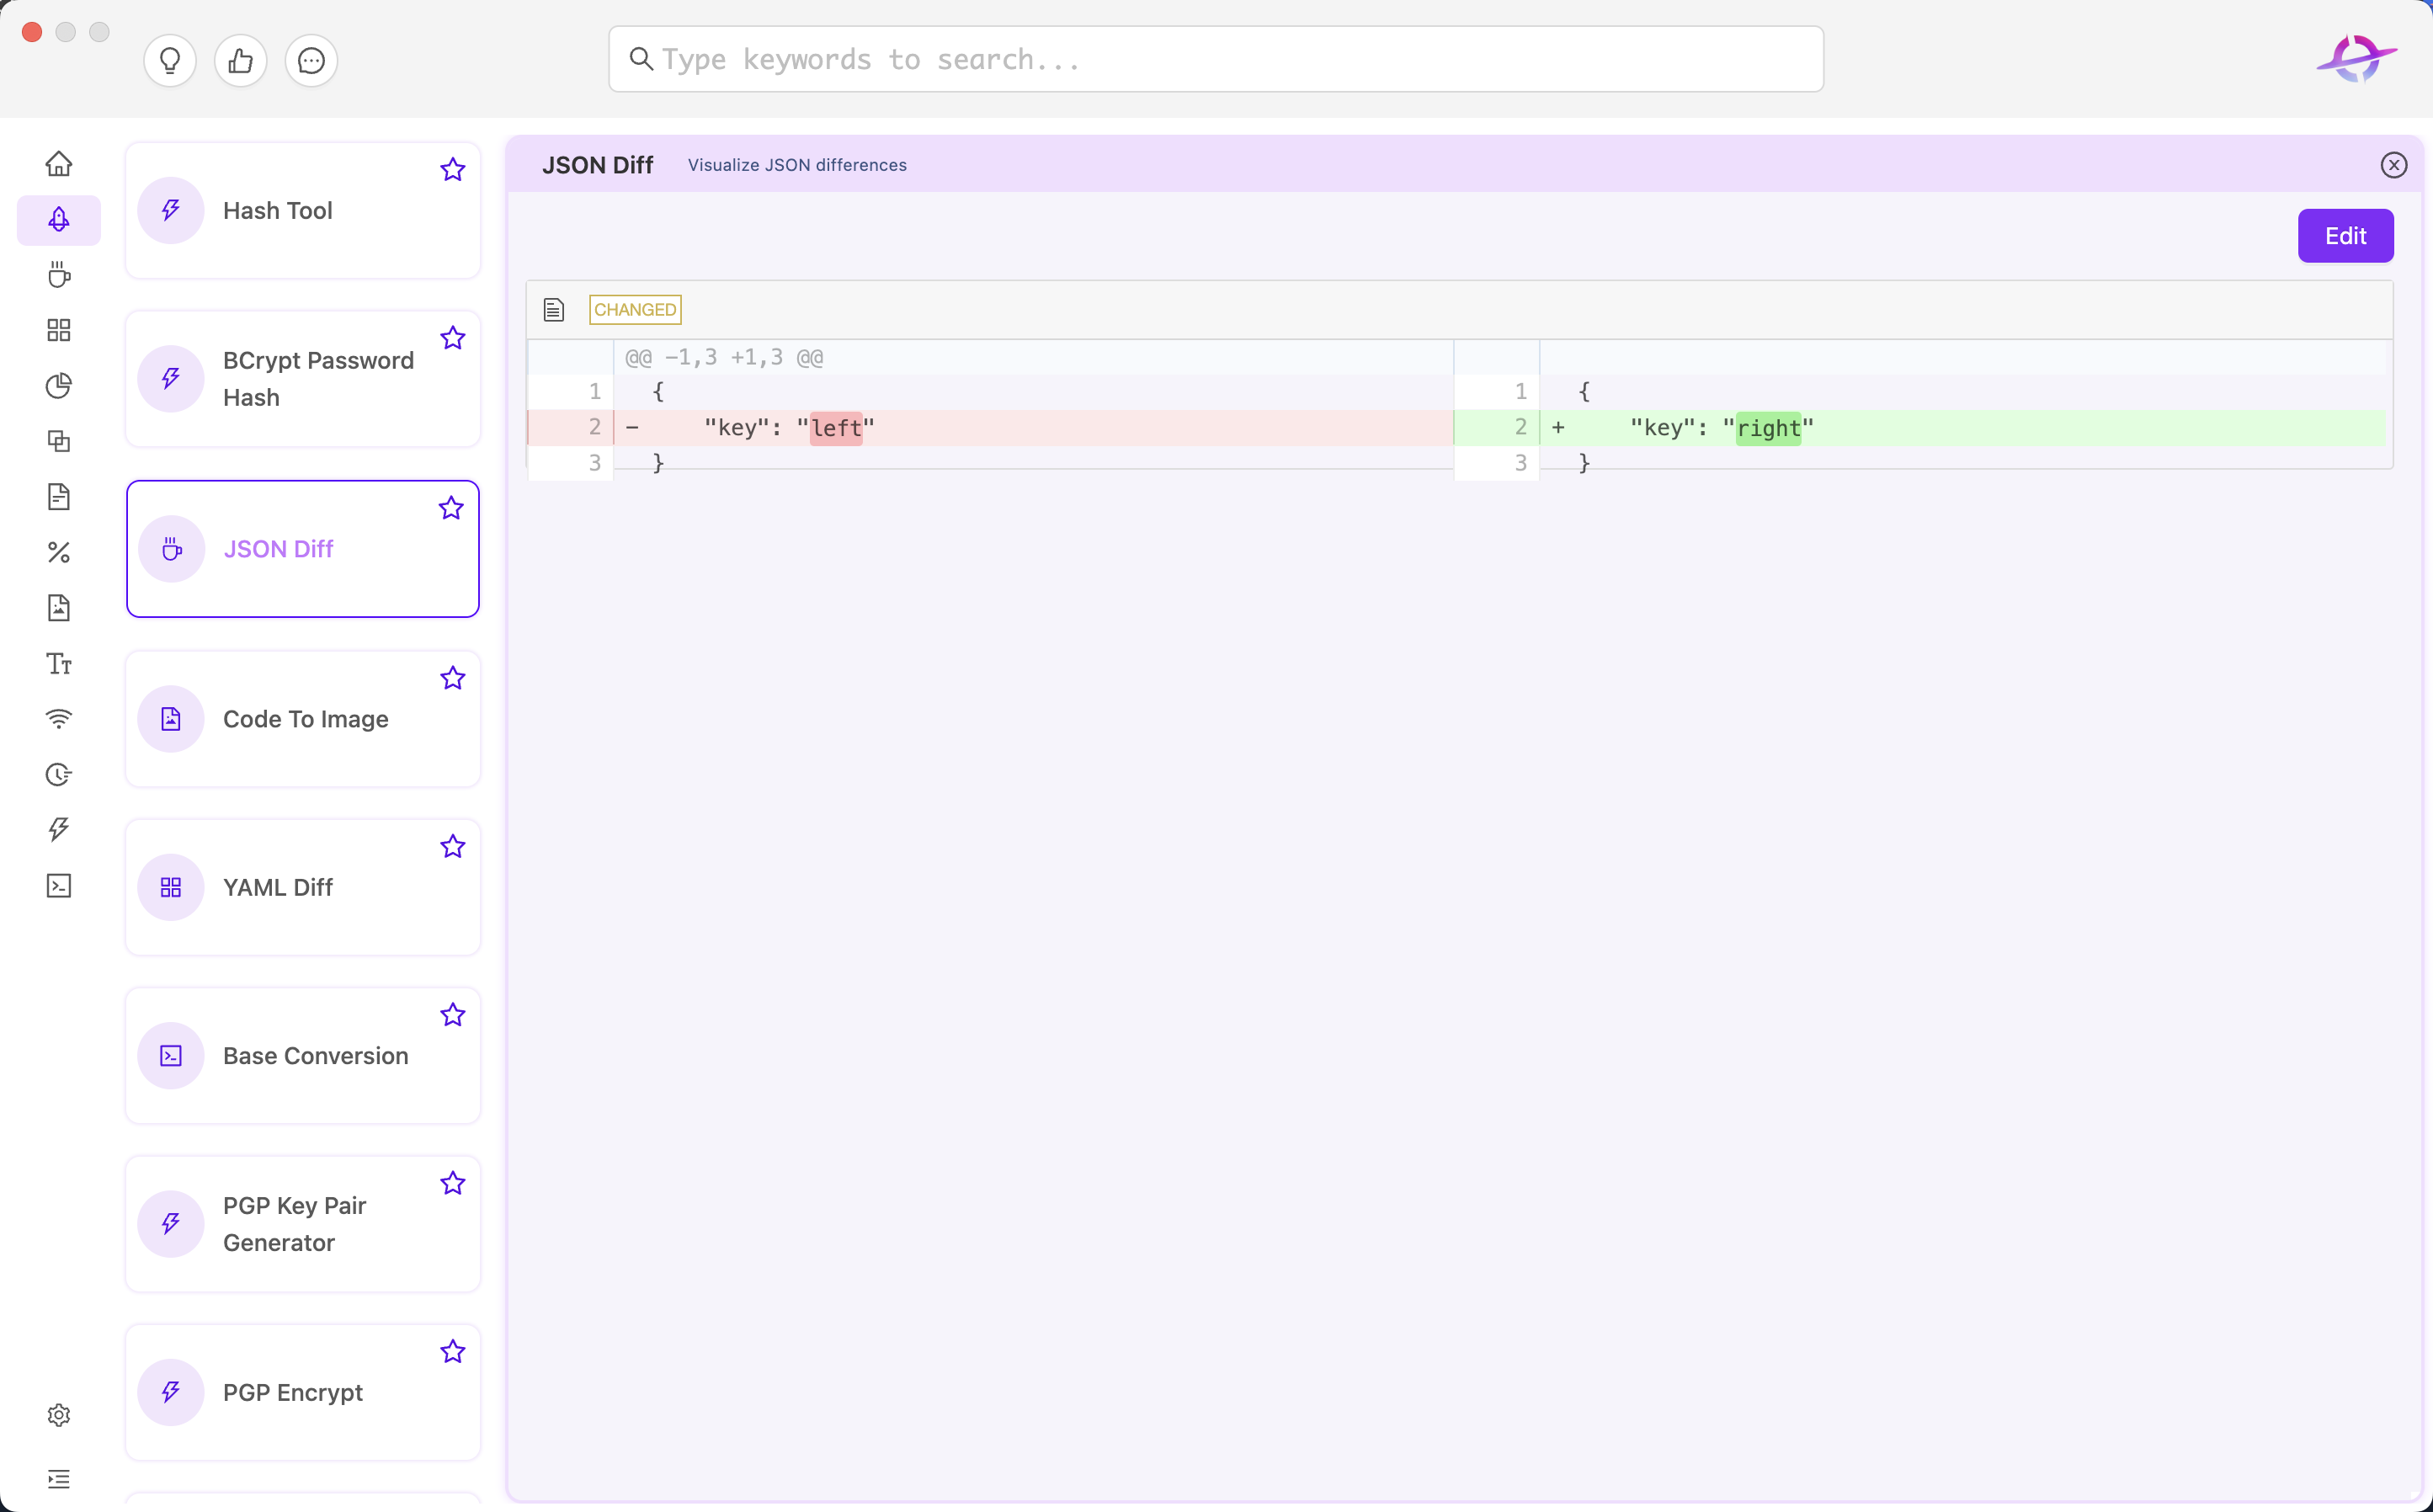 Type keywords to search...
Hash Tool
BCrypt Password
Hash
JSON Diff
Code To Image
YAML Diff
Base Conversion
PGP Key Pair
Generator
PGP Encrypt
JSON Diff Visualize JSON differences
Edit
CHANGED
@@ -1,3 +1,3 @@
1 { 1 {
2 - "key": "left" 2 + "key": "right"
3 } 3 }